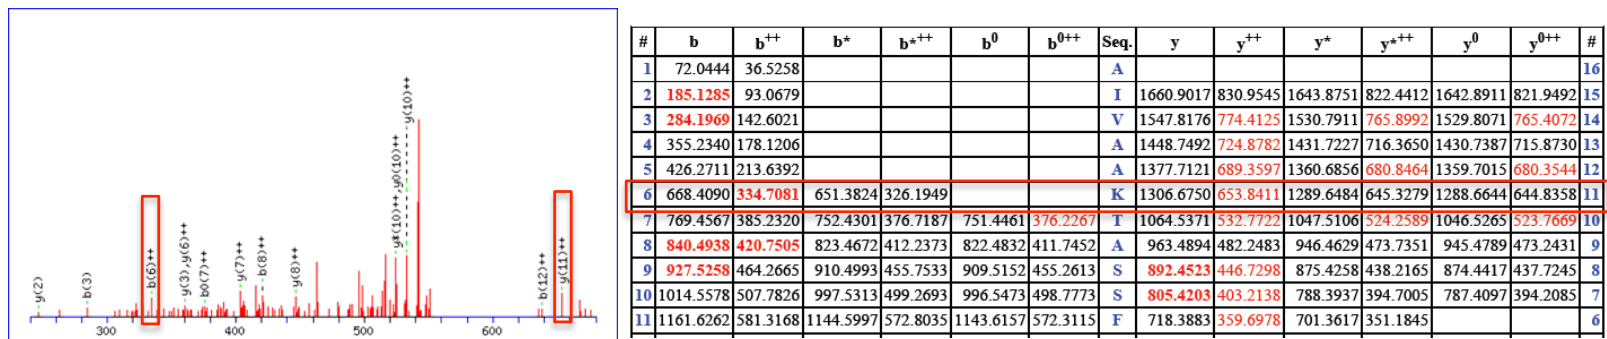 y(2)
b(3)
b(6)++
y(3),y(6)++
b0(7)++
y(7)++
b(8)++
y(8)++
y*(10)++,y0(10)++
y(10)++
b(12)++
y(11)++
300 400 500 600
# b b++ b* b*++ b0 b0++ Seq. y y++ y* y*++ y0 y0++ #
1 72.0444 36.5258 A 16
2 185.1285 93.0679 I 1660.9017 830.9545 1643.8751 822.4412 1642.8911 821.9492 15
3 284.1969 142.6021 V 1547.8176 774.4125 1530.7911 765.8992 1529.8071 765.4072 14
4 355.2340 178.1206 A 1448.7492 724.8782 1431.7227 716.3650 1430.7387 715.8730 13
5 426.2711 213.6392 A 1377.7121 689.3597 1360.6856 680.8464 1359.7015 680.3544 12
6 668.4090 334.7081 651.3824 326.1949 K 1306.6750 653.8411 1289.6484 645.3279 1288.6644 644.8358 11
7 769.4567 385.2320 752.4301 376.7187 751.4461 376.2267 T 1064.5371 532.7722 1047.5106 524.2589 1046.5265 523.7669 10
8 840.4938 420.7505 823.4672 412.2373 822.4832 411.7452 A 963.4894 482.2483 946.4629 473.7351 945.4789 473.2431 9
9 927.5258 464.2665 910.4993 455.7533 909.5152 455.2613 S 892.4523 446.7298 875.4258 438.2165 874.4417 437.7245 8
10 1014.5578 507.7826 997.5313 499.2693 996.5473 498.7773 S 805.4203 403.2138 788.3937 394.7005 787.4097 394.2085 7
11 1161.6262 581.3168 1144.5997 572.8035 1143.6157 572.3115 F 718.3883 359.6978 701.3617 351.1845 6